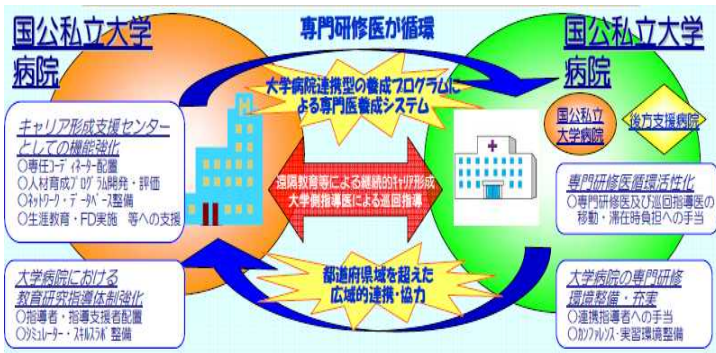 国公私立大学
病院
専門研修医が循環
国公私立大学
病院
大学病院連携型の養成プログラムに
よる専門医養成システム
国公私立
大学病院
後方支援病院
キャリア形成支援センター
としての機能強化
○専任コーディネーター配置
○人材育成プログラム開発・評価
○ネットワーク・データベース整備
○生涯教育・FD実施 等への支援
遠隔教育等による継続的キャリア形成
大学側指導医による巡回指導
専門研修医循環活性化
○専門研修医及び巡回指導医の
移動・滞在時負担への手当
大学病院における
教育研究指導体制強化
○指導者・指導支援者配置
○シミュレーター・スキルスラボ整備
都道府県域を超えた
広域的連携・協力
大学病院の専門研修
環境整備・充実
○連携指導者への手当
○カンファレンス・実習環境整備